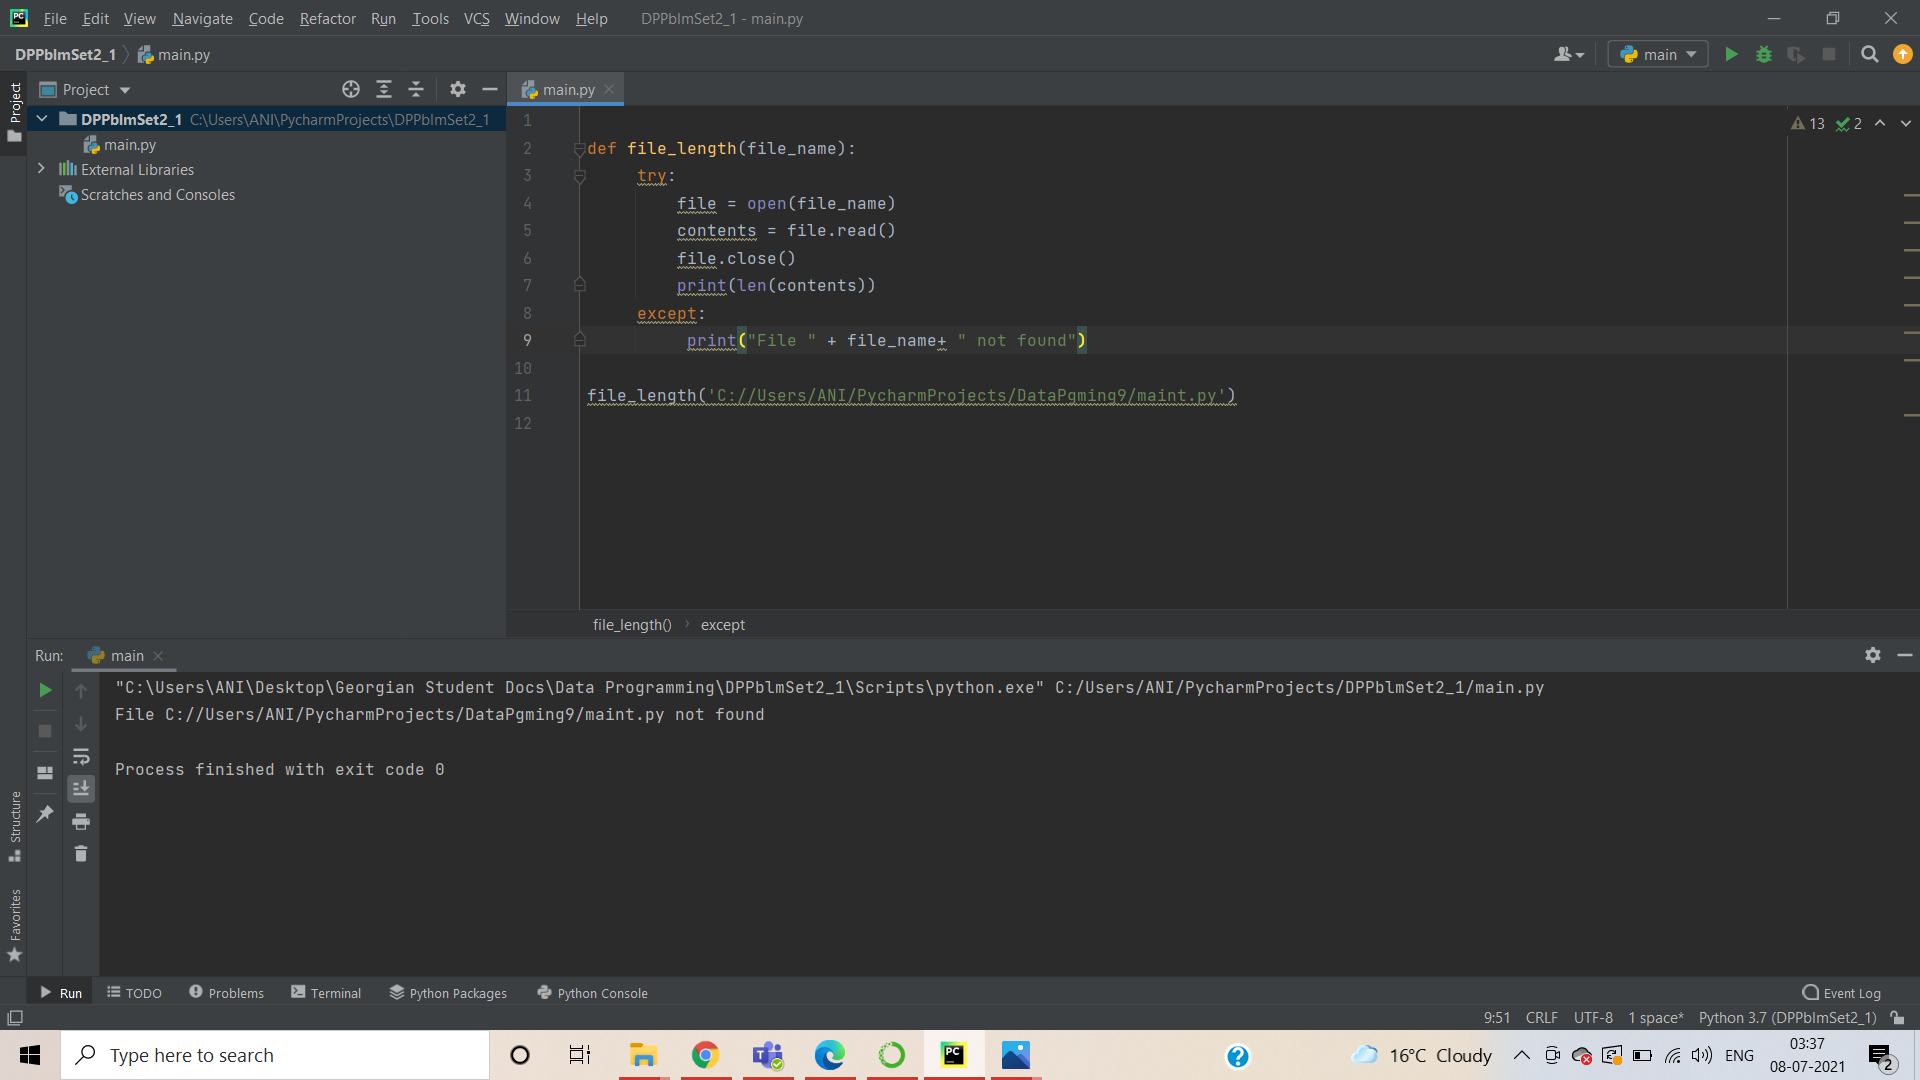 File Edit View Navigate Code Refactor Run Tools VCS Window Help DPPblmSet2_1 - main.py
DPPblmSet2_1 main.py
main
Project
Project
main.py
DPPblmSet2_1 C:\Users\ANI\PycharmProjects\DPPblmSet2_1
main.py
External Libraries
Scratches and Consoles
13 2
1
2 def file_length(file_name):
3 try:
4 file = open(file_name)
5 contents = file.read()
6 file.close()
7 print(len(contents))
8 except:
9 print("File " + file_name+ " not found")
10
11 file_length('C://Users/ANI/PycharmProjects/DataPgming9/maint.py')
12
file_length() except
Run: main
"C:\Users\ANI\Desktop\Georgian Student Docs\Data Programming\DPPblmSet2_1\Scripts\python.exe" C:/Users/ANI/PycharmProjects/DPPblmSet2_1/main.py
File C://Users/ANI/PycharmProjects/DataPgming9/maint.py not found
Process finished with exit code 0
Structure
Favorites
Run TODO Problems Terminal Python Packages Python Console Event Log
9:51 CRLF UTF-8 1 space* Python 3.7 (DPPblmSet2_1)
Type here to search
PC
16°C Cloudy
ENG
03:37
08-07-2021
2